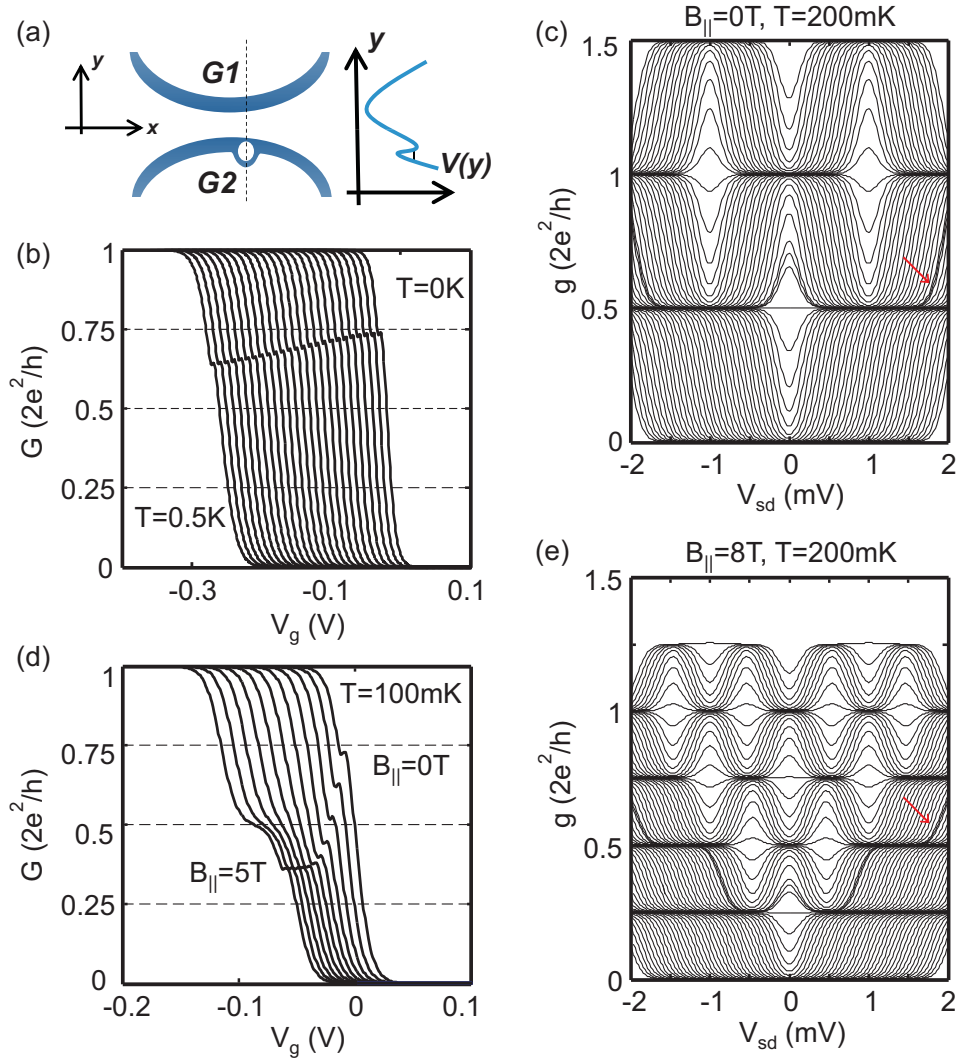 (a)
y
x
G1
G2
y
V(y)
(b)
G (2e²/h)
1
0.75
0.5
0.25
0
T=0K
T=0.5K
-0.3
-0.1
0.1
V_g (V)
(c)
B_||=0T, T=200mK
g (2e²/h)
1.5
1
0.5
0
-2
-1
0
1
2
V_sd (mV)
(d)
G (2e²/h)
1
0.75
0.5
0.25
0
T=100mK
B_||=0T
B_||=5T
-0.2
-0.1
0
0.1
V_g (V)
(e)
B_||=8T, T=200mK
g (2e²/h)
1.5
1
0.5
0
-2
-1
0
1
2
V_sd (mV)